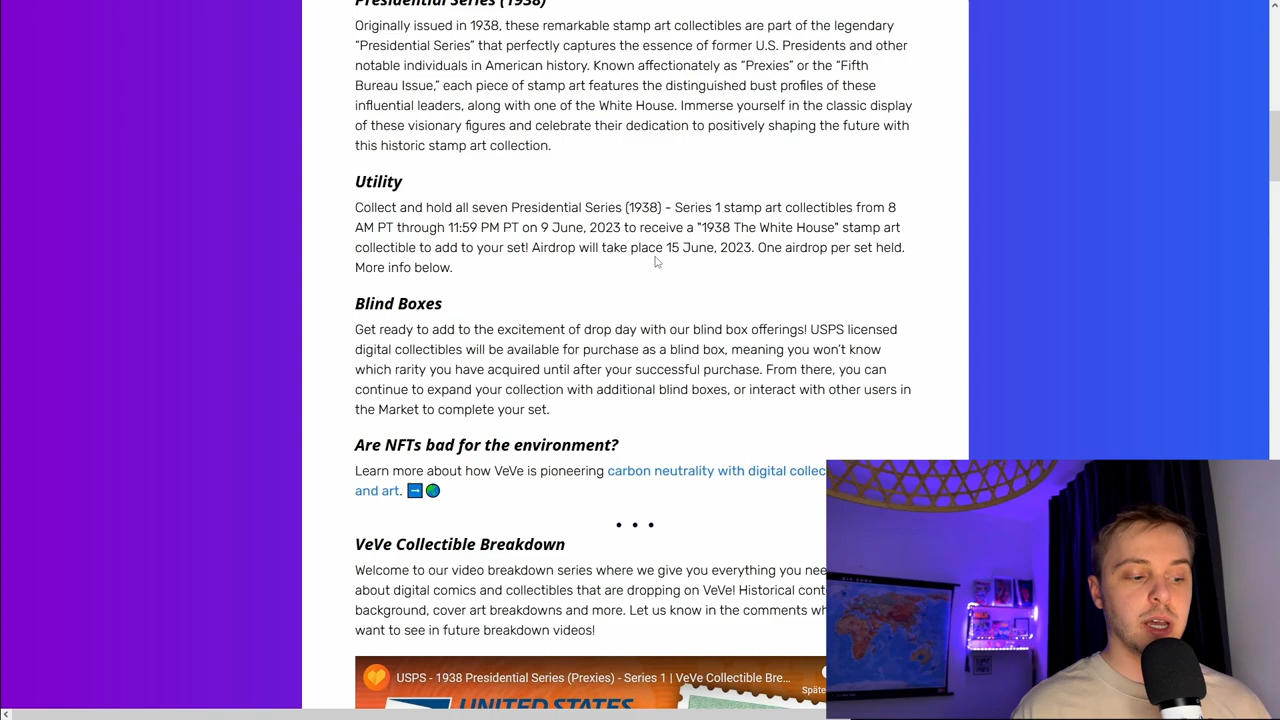 Presidential Series (1938)
Originally issued in 1938, these remarkable stamp art collectibles are part of the legendary
"Presidential Series" that perfectly captures the essence of former U.S. Presidents and other
notable individuals in American history. Known affectionately as "Prexies" or the "Fifth
Bureau Issue," each piece of stamp art features the distinguished bust profiles of these
influential leaders, along with one of the White House. Immerse yourself in the classic display
of these visionary figures and celebrate their dedication to positively shaping the future with
this historic stamp art collection.
Utility
Collect and hold all seven Presidential Series (1938) - Series 1 stamp art collectibles from 8
AM PT through 11:59 PM PT on 9 June, 2023 to receive a "1938 The White House" stamp art
collectible to add to your set! Airdrop will take place 15 June, 2023. One airdrop per set held.
More info below.
Blind Boxes
Get ready to add to the excitement of drop day with our blind box offerings! USPS licensed
digital collectibles will be available for purchase as a blind box, meaning you won't know
which rarity you have acquired until after your successful purchase. From there, you can
continue to expand your collection with additional blind boxes, or interact with other users in
the Market to complete your set.
Are NFTs bad for the environment?
Learn more about how VeVe is pioneering carbon neutrality with digital collec
and art.
VeVe Collectible Breakdown
Welcome to our video breakdown series where we give you everything you nee
about digital comics and collectibles that are dropping on VeVe! Historical cont
background, cover art breakdowns and more. Let us know in the comments wh
want to see in future breakdown videos!
USPS - 1938 Presidential Series (Prexies) - Series 1 | VeVe Collectible Bre...
Späte
UNITED STATES